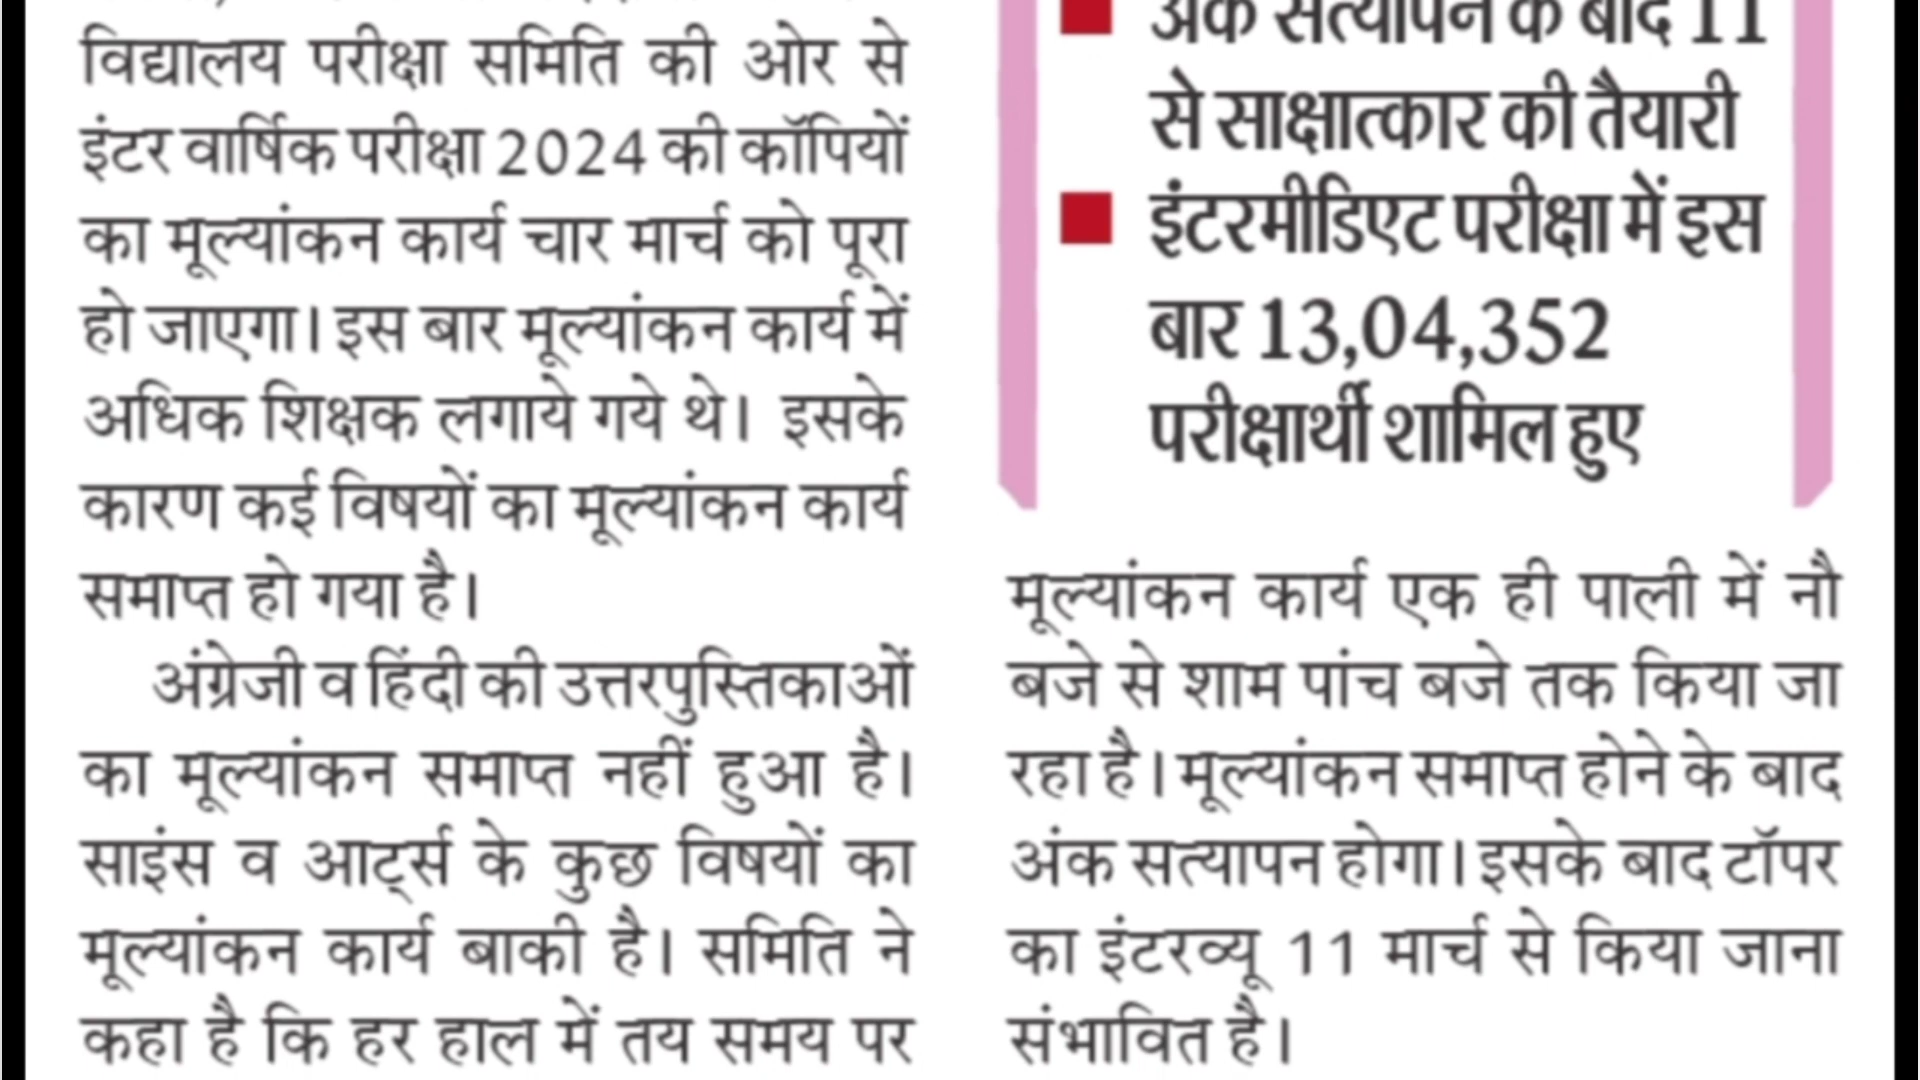 विद्यालय परीक्षा समिति की ओर से
इंटर वार्षिक परीक्षा 2024 की कॉपियों
का मूल्यांकन कार्य चार मार्च को पूरा
हो जाएगा। इस बार मूल्यांकन कार्य में
अधिक शिक्षक लगाये गये थे। इसके
कारण कई विषयों का मूल्यांकन कार्य
समाप्त हो गया है।
अंग्रेजी व हिंदी की उत्तरपुस्तिकाओं
का मूल्यांकन समाप्त नहीं हुआ है।
साइंस व आर्ट्स के कुछ विषयों का
मूल्यांकन कार्य बाकी है। समिति ने
कहा है कि हर हाल में तय समय पर
अंक सत्यापन के बाद 11
से साक्षात्कार की तैयारी
इंटरमीडिएट परीक्षा में इस
बार 13,04,352
परीक्षार्थी शामिल हुए
मूल्यांकन कार्य एक ही पाली में नौ
बजे से शाम पांच बजे तक किया जा
रहा है। मूल्यांकन समाप्त होने के बाद
अंक सत्यापन होगा। इसके बाद टॉपर
का इंटरव्यू 11 मार्च से किया जाना
संभावित है।